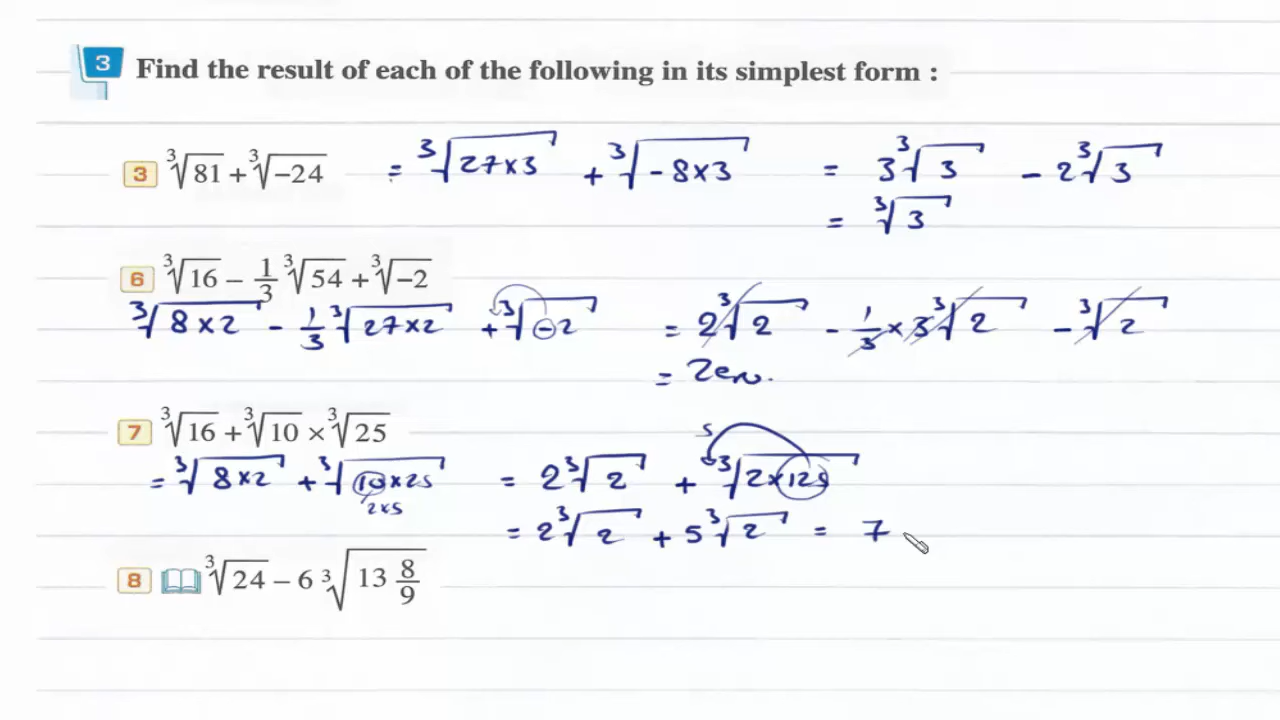 3 Find the result of each of the following in its simplest form :
3 ∛81 + ∛−24 = ∛27×3 + ∛−8×3 = 3∛3 − 2∛3
= ∛3
6 ∛16 − 1/3 ∛54 + ∛−2
∛8×2 − 1/3 ∛27×2 + ∛−2 = 2∛2 − 1/3 × 3∛2 − ∛2
= Zero.
7 ∛16 + ∛10 × ∛25
5
= ∛8×2 + ∛10×25 = 2∛2 + ∛2×125
2×5
= 2∛2 + 5∛2 = 7
8 ∛24 − 6 ∛13 8/9